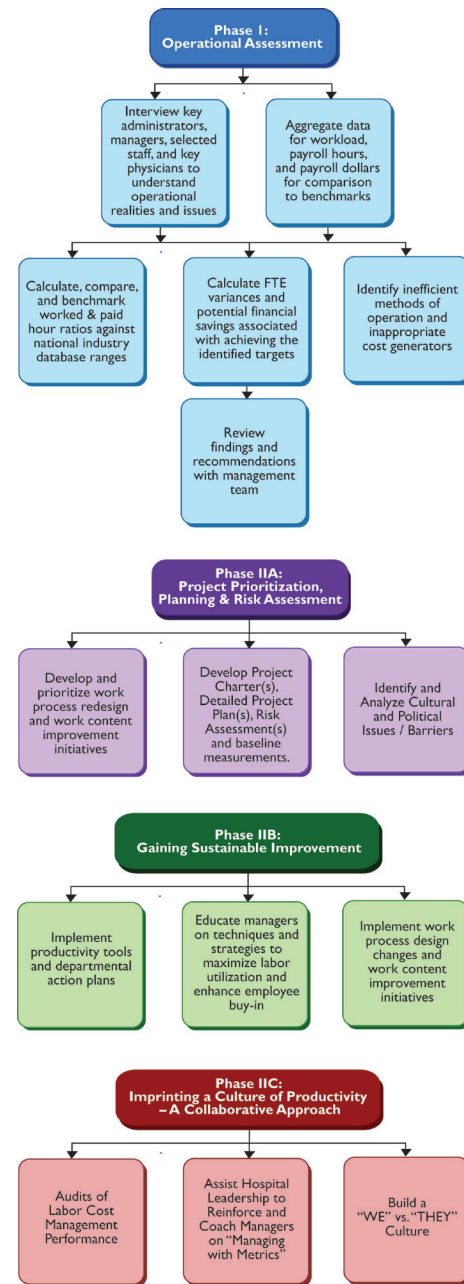 Phase 1:
Operational Assessment
Interview key
administrators,
managers, selected
staff, and key
physicians to
understand
operational
realities and issues
Aggregate data
for workload,
payroll hours,
and payroll dollars
for comparison
to benchmarks
Calculate, compare,
and benchmark
worked & paid
hour ratios against
national industry
database ranges
Calculate FTE
variances and
potential financial
savings associated
with achieving the
identified targets
Identify inefficient
methods of
operation and
inappropriate
cost generators
Review
findings and
recommendations
with management
team
Phase IIA:
Project Prioritization,
Planning & Risk Assessment
Develop and
prioritize work
process redesign
and work content
improvement
initiatives
Develop Project
Charter(s),
Detailed Project
Plan(s), Risk
Assessment(s)
and baseline
measurements.
Identify and
Analyze Cultural
and Political
Issues / Barriers
Phase IIB:
Gaining Sustainable Improvement
Implement
productivity tools
and departmental
action plans
Educate managers
on techniques and
strategies to
maximize labor
utilization and
enhance employee
buy-in
Implement work
process design
changes and
work content
improvement
initiatives
Phase IIC:
Imprinting a Culture of Productivity
– A Collaborative Approach
Audits of
Labor Cost
Management
Performance
Assist Hospital
Leadership to
Reinforce and
Coach Managers
on “Managing
with Metrics”
Build a
“WE” vs. “THEY”
Culture